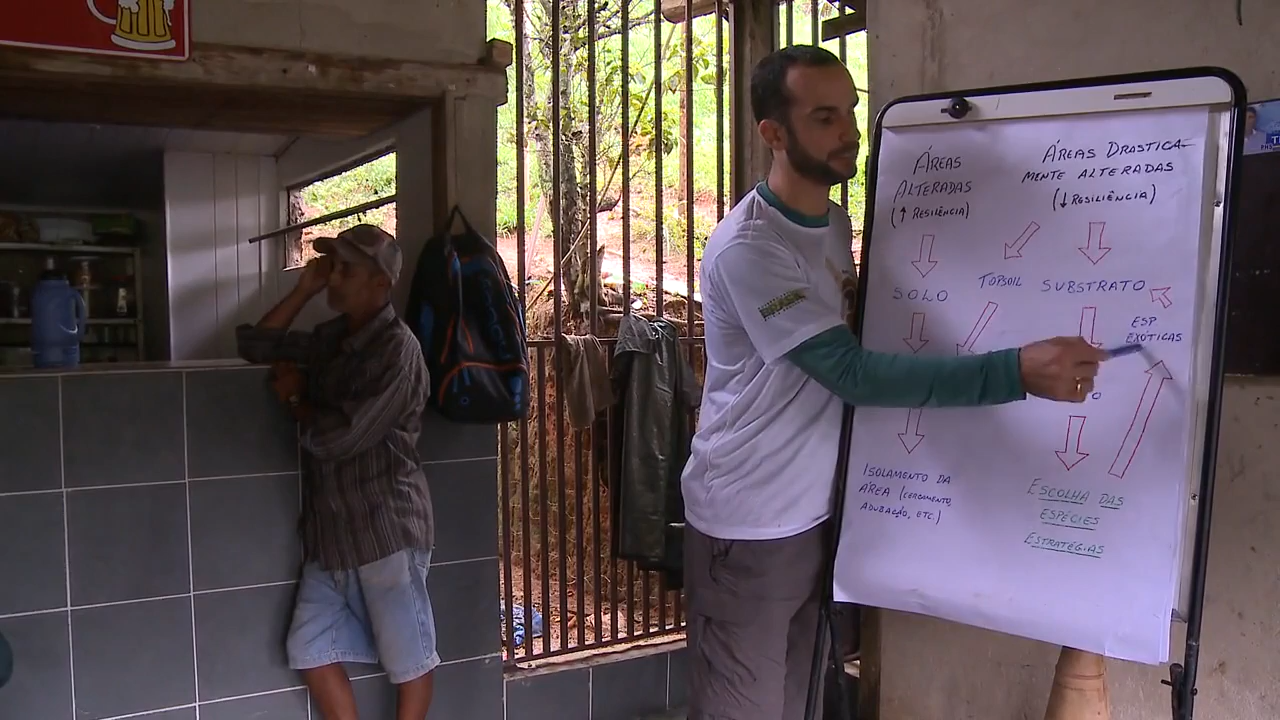 ÁREAS
ALTERADAS
(↑ RESILÊNCIA)
ÁREAS DRASTICA-
MENTE ALTERADAS
(↓ RESILIÊNCIA)
SOLO
TOPSOIL
SUBSTRATO
ESP
EXÓTICAS
O
ISOLAMENTO DA
ÁREA (CERCAMENTO,
ADUBAÇÃO, ETC.)
ESCOLHA DAS
ESPÉCIES
ESTRATÉGIAS